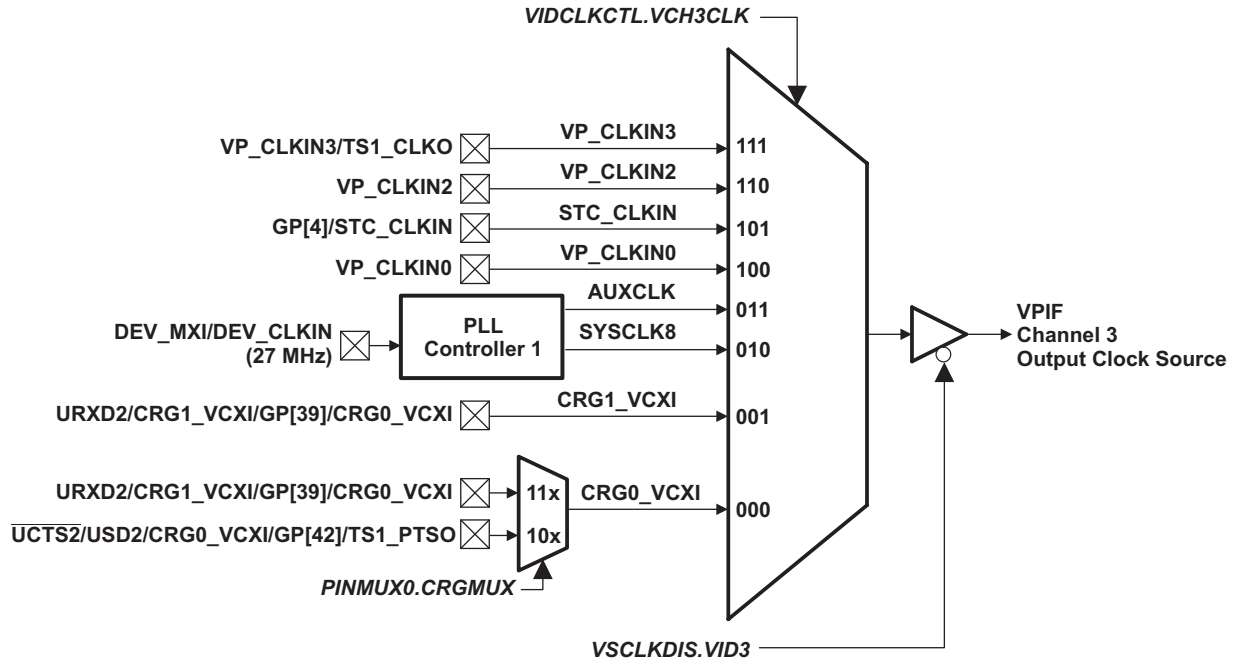 VIDCLKCTL.VCH3CLK
VP_CLKIN3/TS1_CLKO
VP_CLKIN3
111
VP_CLKIN2
VP_CLKIN2
110
GP[4]/STC_CLKIN
STC_CLKIN
101
VP_CLKIN0
VP_CLKIN0
100
DEV_MXI/DEV_CLKIN
(27 MHz)
PLL
Controller 1
AUXCLK
011
SYSCLK8
010
VPIF
Channel 3
Output Clock Source
URXD2/CRG1_VCXI/GP[39]/CRG0_VCXI
CRG1_VCXI
001
URXD2/CRG1_VCXI/GP[39]/CRG0_VCXI
11x
CRG0_VCXI
000
UCTS2/USD2/CRG0_VCXI/GP[42]/TS1_PTSO
10x
PINMUX0.CRGMUX
VSCLKDIS.VID3